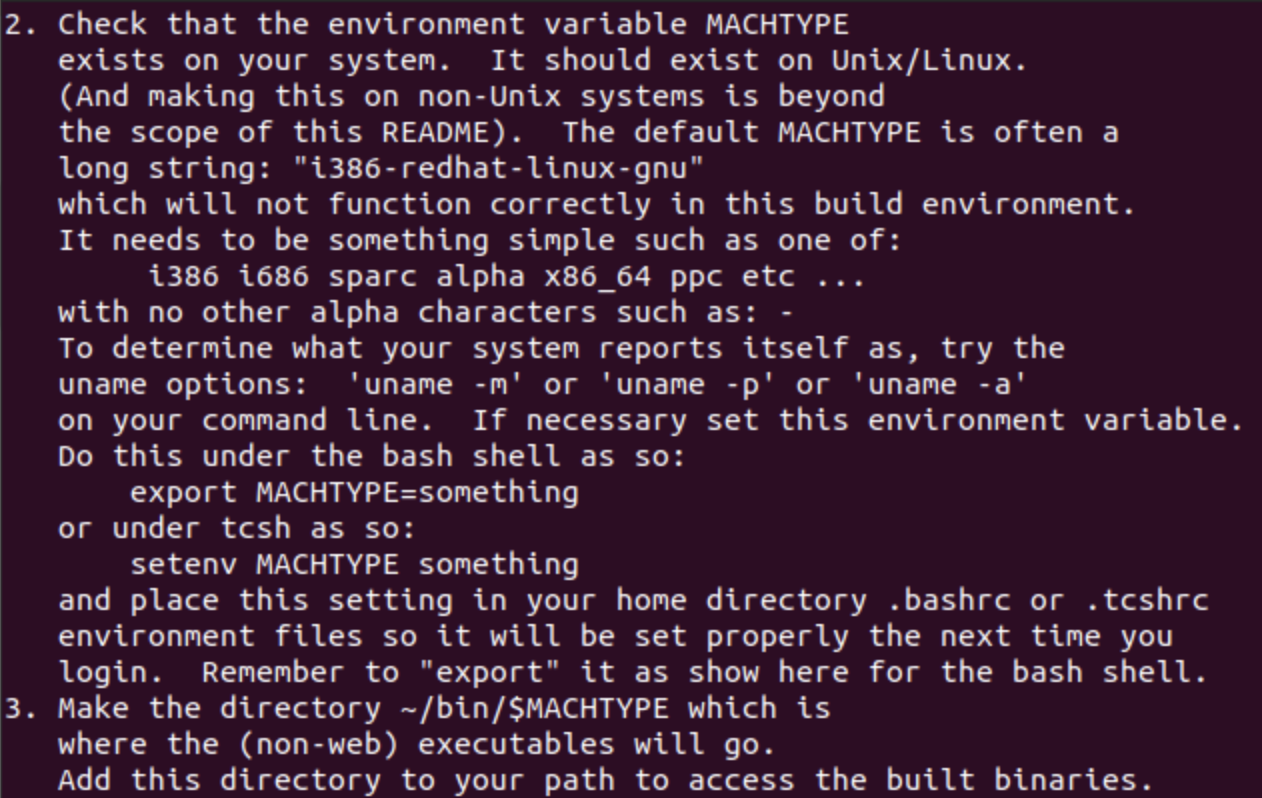 2. Check that the environment variable MACHTYPE
   exists on your system.  It should exist on Unix/Linux.
   (And making this on non-Unix systems is beyond
   the scope of this README).  The default MACHTYPE is often a
   long string: "i386-redhat-linux-gnu"
   which will not function correctly in this build environment.
   It needs to be something simple such as one of:
        i386 i686 sparc alpha x86_64 ppc etc ...
   with no other alpha characters such as: -
   To determine what your system reports itself as, try the
   uname options:  'uname -m' or 'uname -p' or 'uname -a'
   on your command line.  If necessary set this environment variable.
   Do this under the bash shell as so:
       export MACHTYPE=something
   or under tcsh as so:
       setenv MACHTYPE something
   and place this setting in your home directory .bashrc or .tcshrc
   environment files so it will be set properly the next time you
   login.  Remember to "export" it as show here for the bash shell.
3. Make the directory ~/bin/$MACHTYPE which is
   where the (non-web) executables will go.
   Add this directory to your path to access the built binaries.